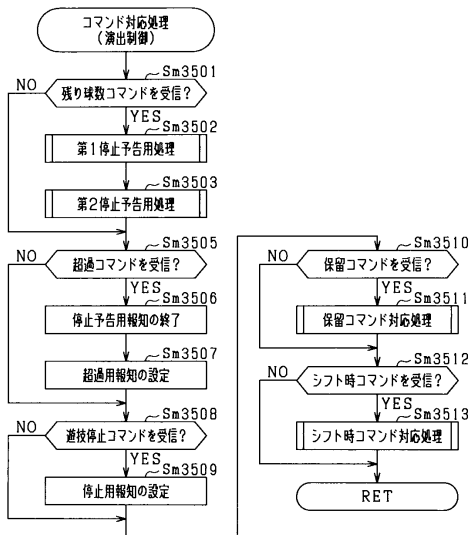 コマンド対応処理
(演出制御)
Sm3501
NO
残り球数コマンドを受信?
YES
Sm3502
第1停止予告用処理
Sm3503
第2停止予告用処理
Sm3505
NO
超過コマンドを受信?
YES
Sm3506
停止予告用報知の終了
Sm3507
超過用報知の設定
Sm3508
NO
遊技停止コマンドを受信?
YES
Sm3509
停止用報知の設定
Sm3510
NO
保留コマンドを受信?
YES
Sm3511
保留コマンド対応処理
Sm3512
NO
シフト時コマンドを受信?
YES
Sm3513
シフト時コマンド対応処理
RET